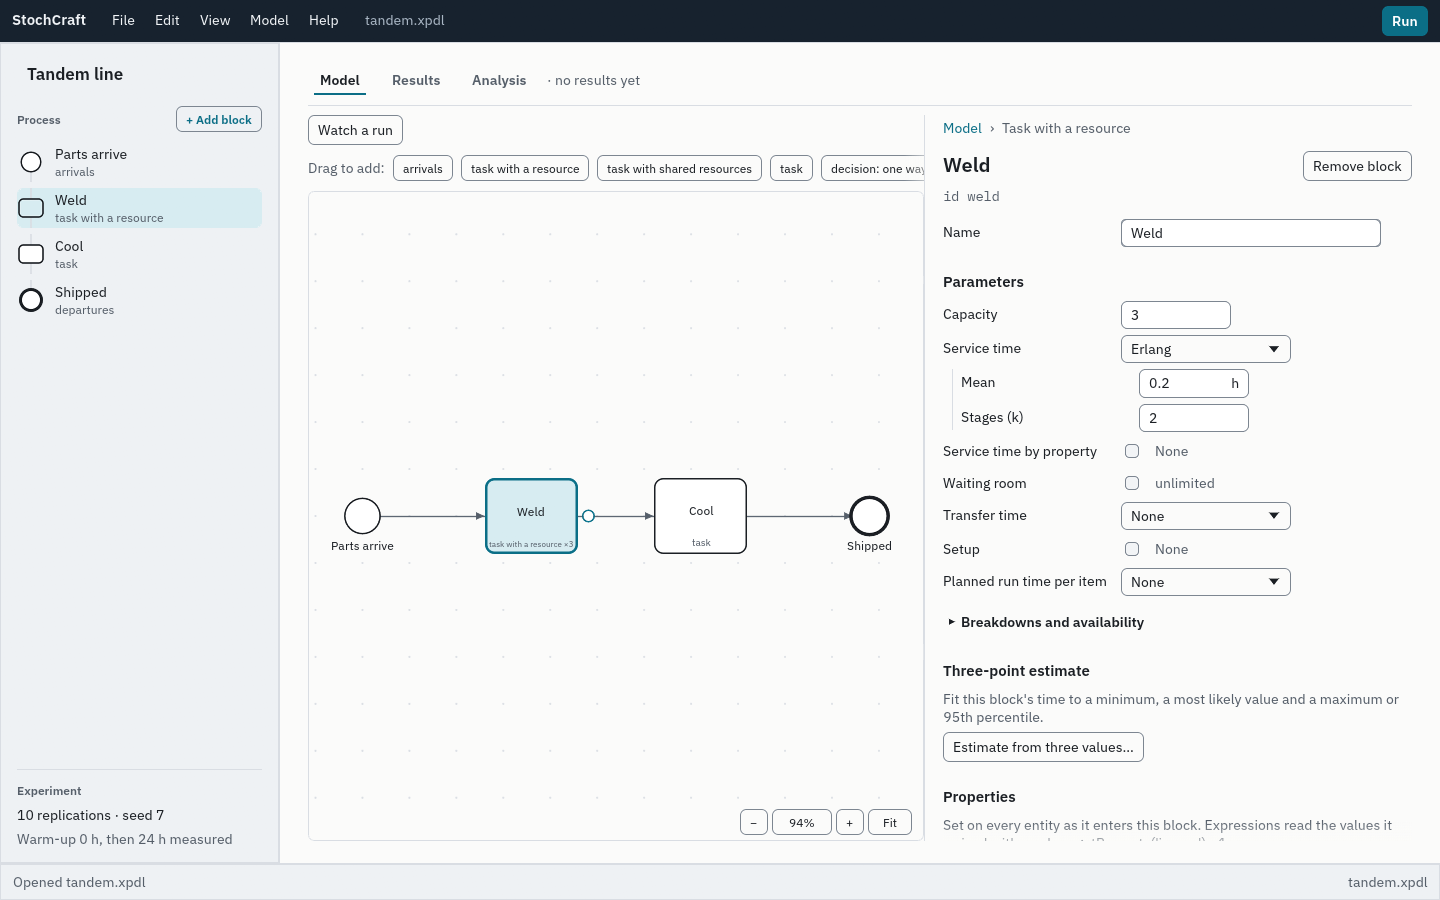 StochCraft File Edit View Model Help tandem.xpdl Run
Tandem line
Process + Add block
Parts arrive
arrivals
Weld
task with a resource
Cool
task
Shipped
departures
Experiment
10 replications · seed 7
Warm-up 0 h, then 24 h measured
Model Results Analysis · no results yet
Watch a run
Drag to add: arrivals task with a resource task with shared resources task decision: one way
Weld
task with a resource ×3
Cool
task
Parts arrive
Shipped
− 94% + Fit
Model › Task with a resource
Weld Remove block
id weld
Name Weld
Parameters
Capacity 3
Service time Erlang
Mean 0.2 h
Stages (k) 2
Service time by property None
Waiting room unlimited
Transfer time None
Setup None
Planned run time per item None
Breakdowns and availability
Three-point estimate
Fit this block's time to a minimum, a most likely value and a maximum or
95th percentile.
Estimate from three values...
Properties
Set on every entity as it enters this block. Expressions read the values it
Opened tandem.xpdl tandem.xpdl